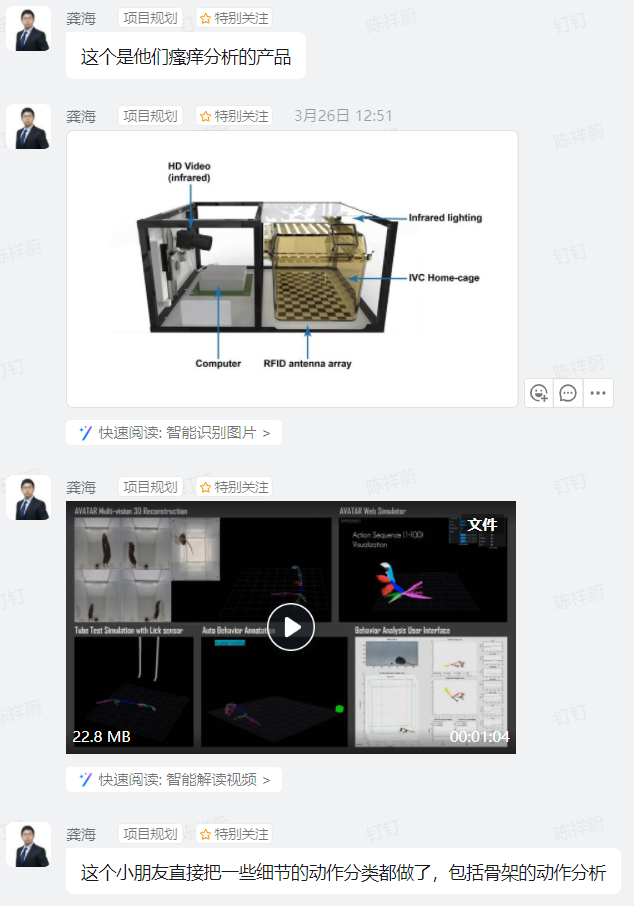 龚海 项目规划 特别关注
这个是他们瘙痒分析的产品
龚海 项目规划 特别关注 3月26日 12:51
HD Video
(infrared)
Infrared lighting
IVC Home-cage
Computer
RFID antenna array
快速阅读: 智能识别图片 >
龚海 项目规划 特别关注
AVATAR Multi-vision 3D Reconstruction
AVATAR Web Simulator
文件
Action Sequence (1-100)
Visualization
Tube Test Simulation with Lick sensor
Auto Behavior Annotation
Behavior Analysis User Interface
22.8 MB
00:01:04
快速阅读: 智能解读视频 >
龚海 项目规划 特别关注
这个小朋友直接把一些细节的动作分类都做了，包括骨架的动作分析
陈祥蔚
钉钉